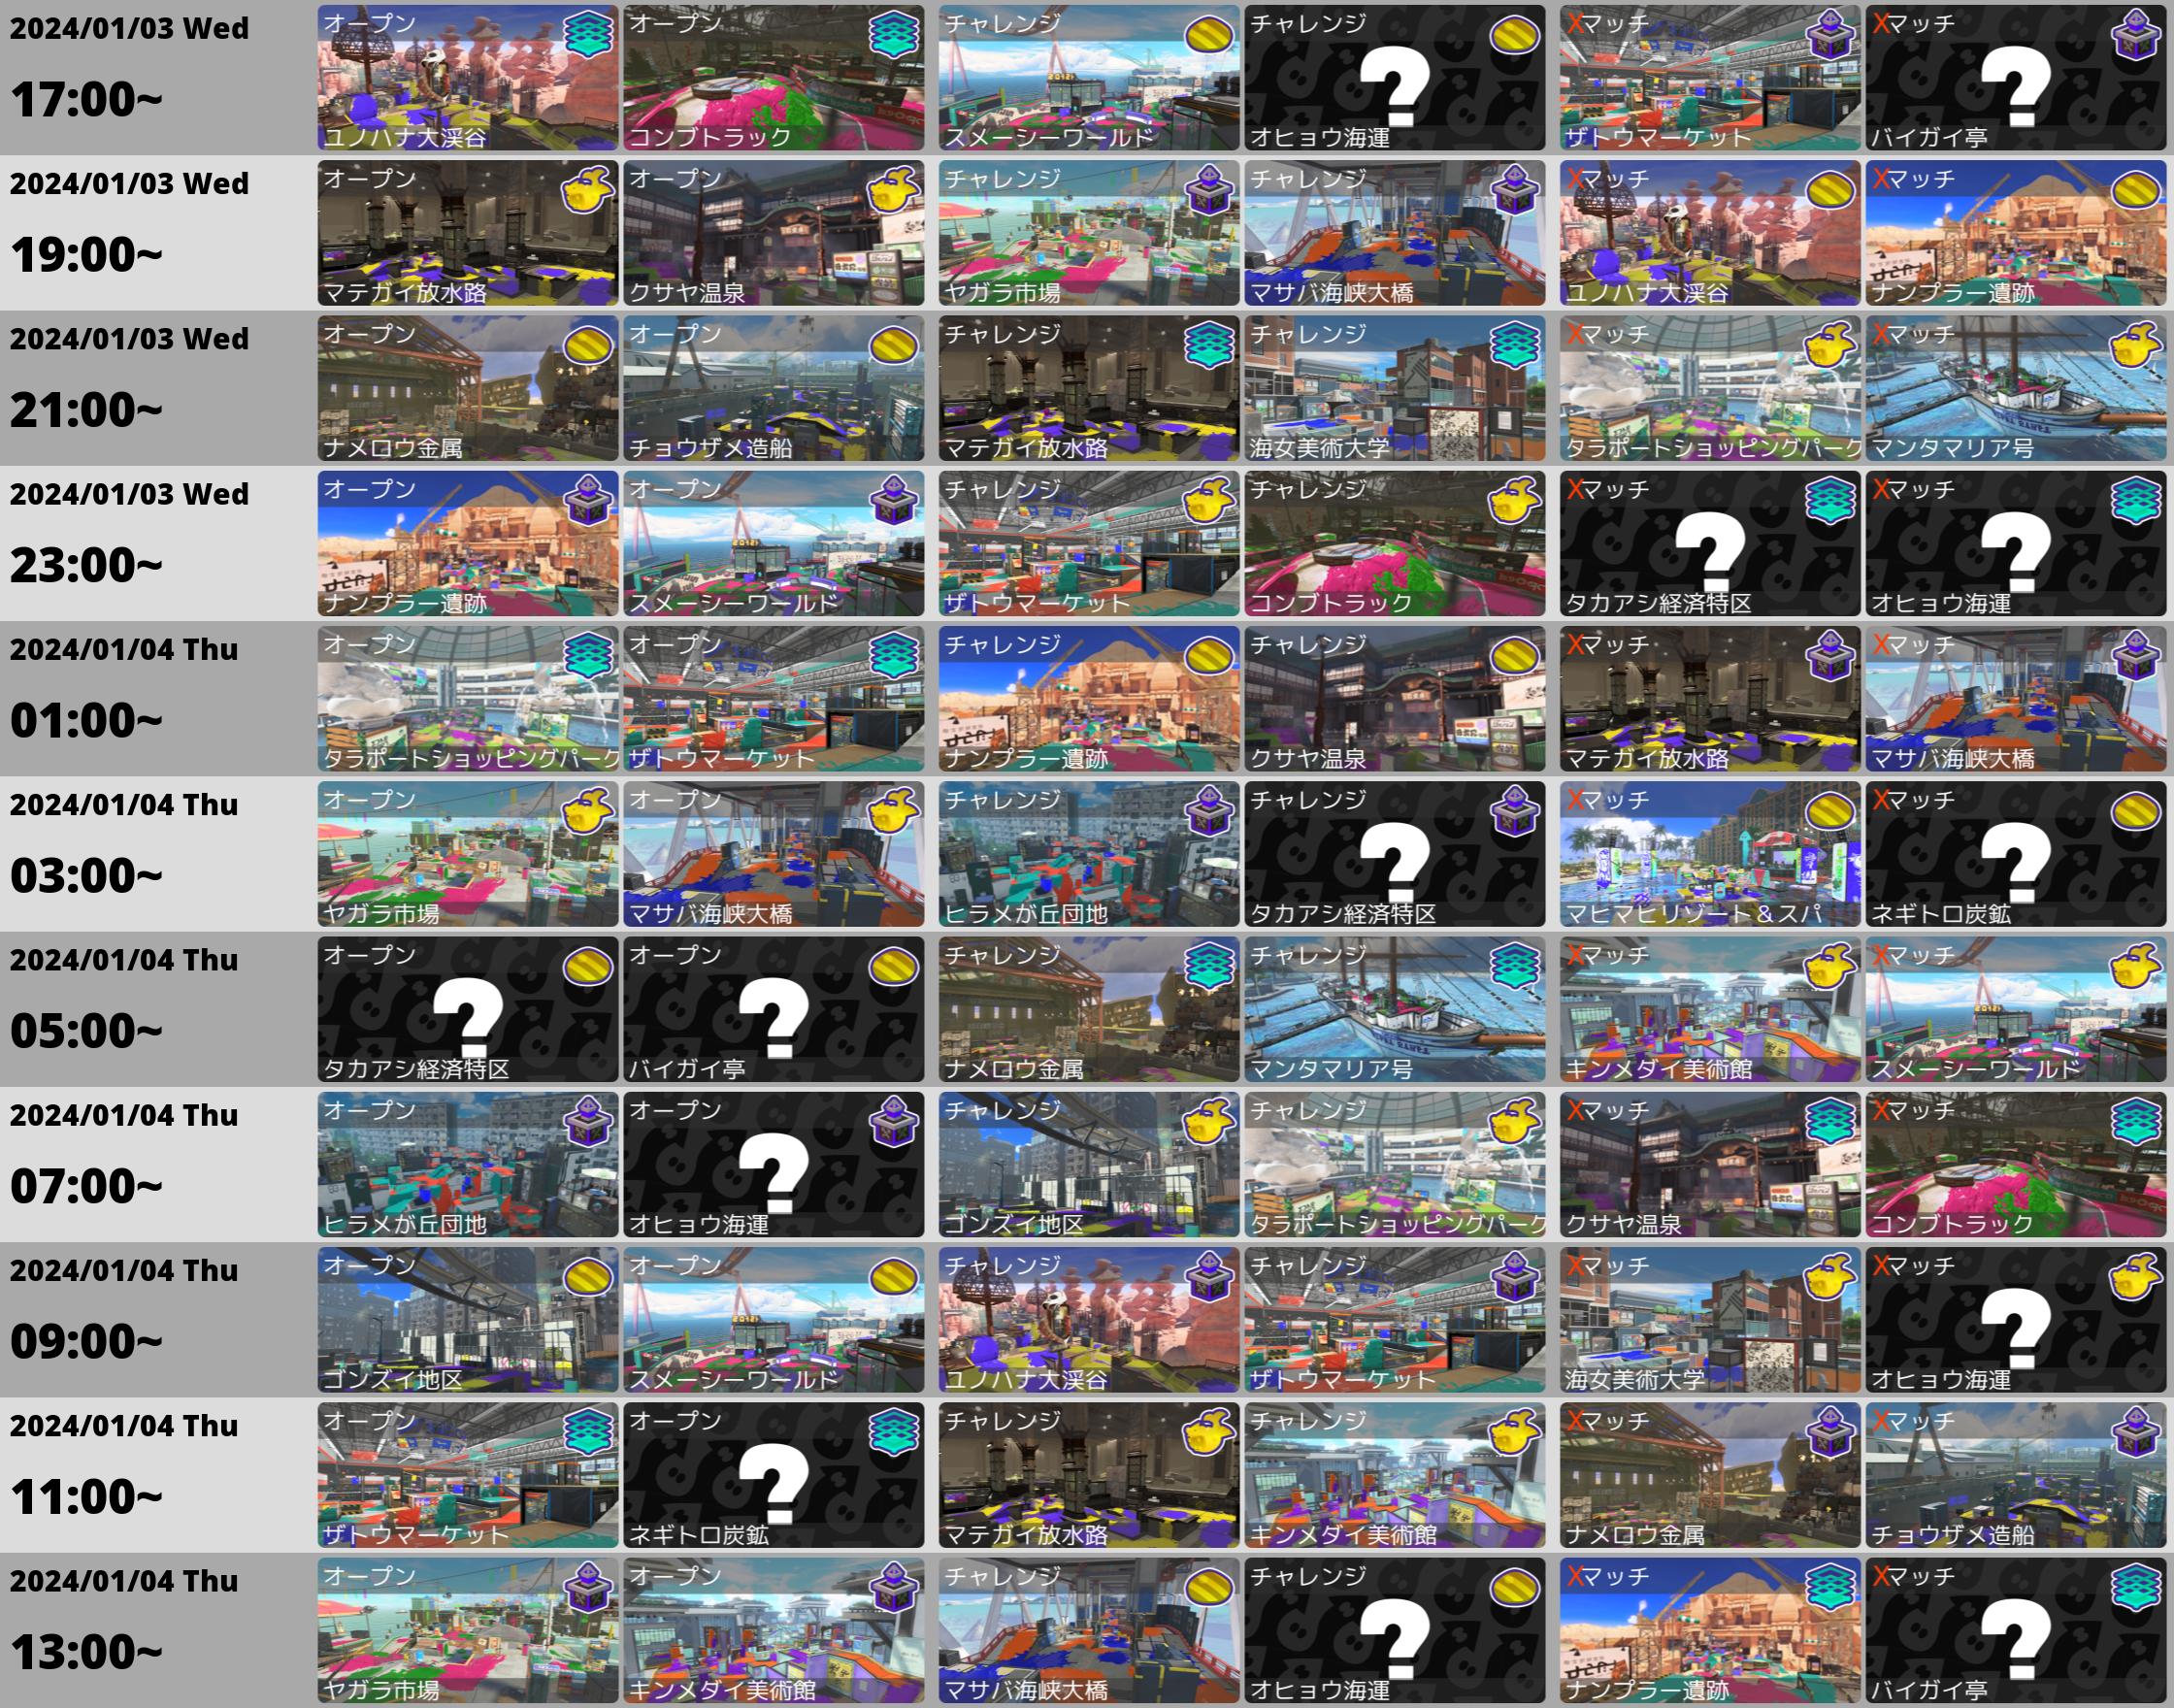 2024/01/03 Wed
17:00~
オープン
ユノハナ大渓谷
オープン
コンブトラック
チャレンジ
スメーシーワールド
チャレンジ
オヒョウ海運
Xマッチ
ザトウマーケット
Xマッチ
バイガイ亭
2024/01/03 Wed
19:00~
オープン
マテガイ放水路
オープン
クサヤ温泉
チャレンジ
ヤガラ市場
チャレンジ
マサバ海峡大橋
Xマッチ
ユノハナ大渓谷
Xマッチ
ナンプラー遺跡
2024/01/03 Wed
21:00~
オープン
ナメロウ金属
オープン
チョウザメ造船
チャレンジ
マテガイ放水路
チャレンジ
海女美術大学
Xマッチ
タラポートショッピングパーク
Xマッチ
マンタマリア号
2024/01/03 Wed
23:00~
オープン
ナンプラー遺跡
オープン
スメーシーワールド
チャレンジ
ザトウマーケット
チャレンジ
コンブトラック
Xマッチ
タカアシ経済特区
Xマッチ
オヒョウ海運
2024/01/04 Thu
01:00~
オープン
タラポートショッピングパーク
オープン
ザトウマーケット
チャレンジ
ナンプラー遺跡
チャレンジ
クサヤ温泉
Xマッチ
マテガイ放水路
Xマッチ
マサバ海峡大橋
2024/01/04 Thu
03:00~
オープン
ヤガラ市場
オープン
マサバ海峡大橋
チャレンジ
ヒラメが丘団地
チャレンジ
タカアシ経済特区
Xマッチ
マヒマヒリゾート＆スパ
Xマッチ
ネギトロ炭鉱
2024/01/04 Thu
05:00~
オープン
タカアシ経済特区
オープン
バイガイ亭
チャレンジ
ナメロウ金属
チャレンジ
マンタマリア号
Xマッチ
キンメダイ美術館
Xマッチ
スメーシーワールド
2024/01/04 Thu
07:00~
オープン
ヒラメが丘団地
オープン
オヒョウ海運
チャレンジ
ゴンズイ地区
チャレンジ
タラポートショッピングパーク
Xマッチ
クサヤ温泉
Xマッチ
コンブトラック
2024/01/04 Thu
09:00~
オープン
ゴンズイ地区
オープン
スメーシーワールド
チャレンジ
ユノハナ大渓谷
チャレンジ
ザトウマーケット
Xマッチ
海女美術大学
Xマッチ
オヒョウ海運
2024/01/04 Thu
11:00~
オープン
ザトウマーケット
オープン
ネギトロ炭鉱
チャレンジ
マテガイ放水路
チャレンジ
キンメダイ美術館
Xマッチ
ナメロウ金属
Xマッチ
チョウザメ造船
2024/01/04 Thu
13:00~
オープン
ヤガラ市場
オープン
キンメダイ美術館
チャレンジ
マサバ海峡大橋
チャレンジ
オヒョウ海運
Xマッチ
ナンプラー遺跡
Xマッチ
バイガイ亭